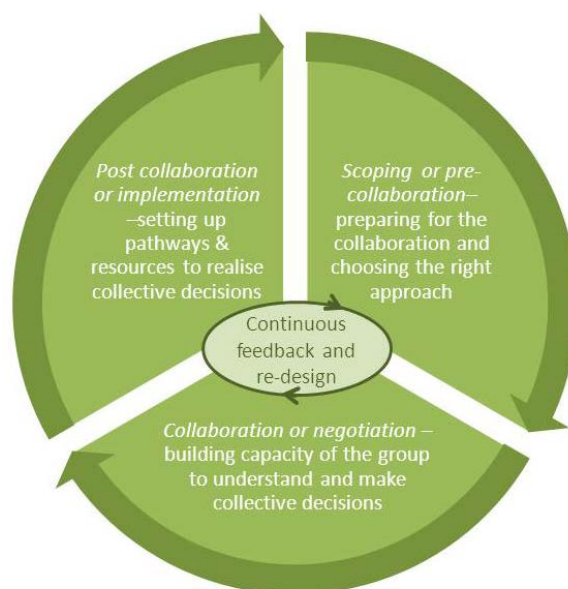 Post collaboration
or implementation
–setting up
pathways &
resources to realise
collective decisions
Scoping or pre-
collaboration–
preparing for the
collaboration and
choosing the right
approach
Continuous
feedback and
re-design
Collaboration or negotiation –
building capacity of the group
to understand and make
collective decisions